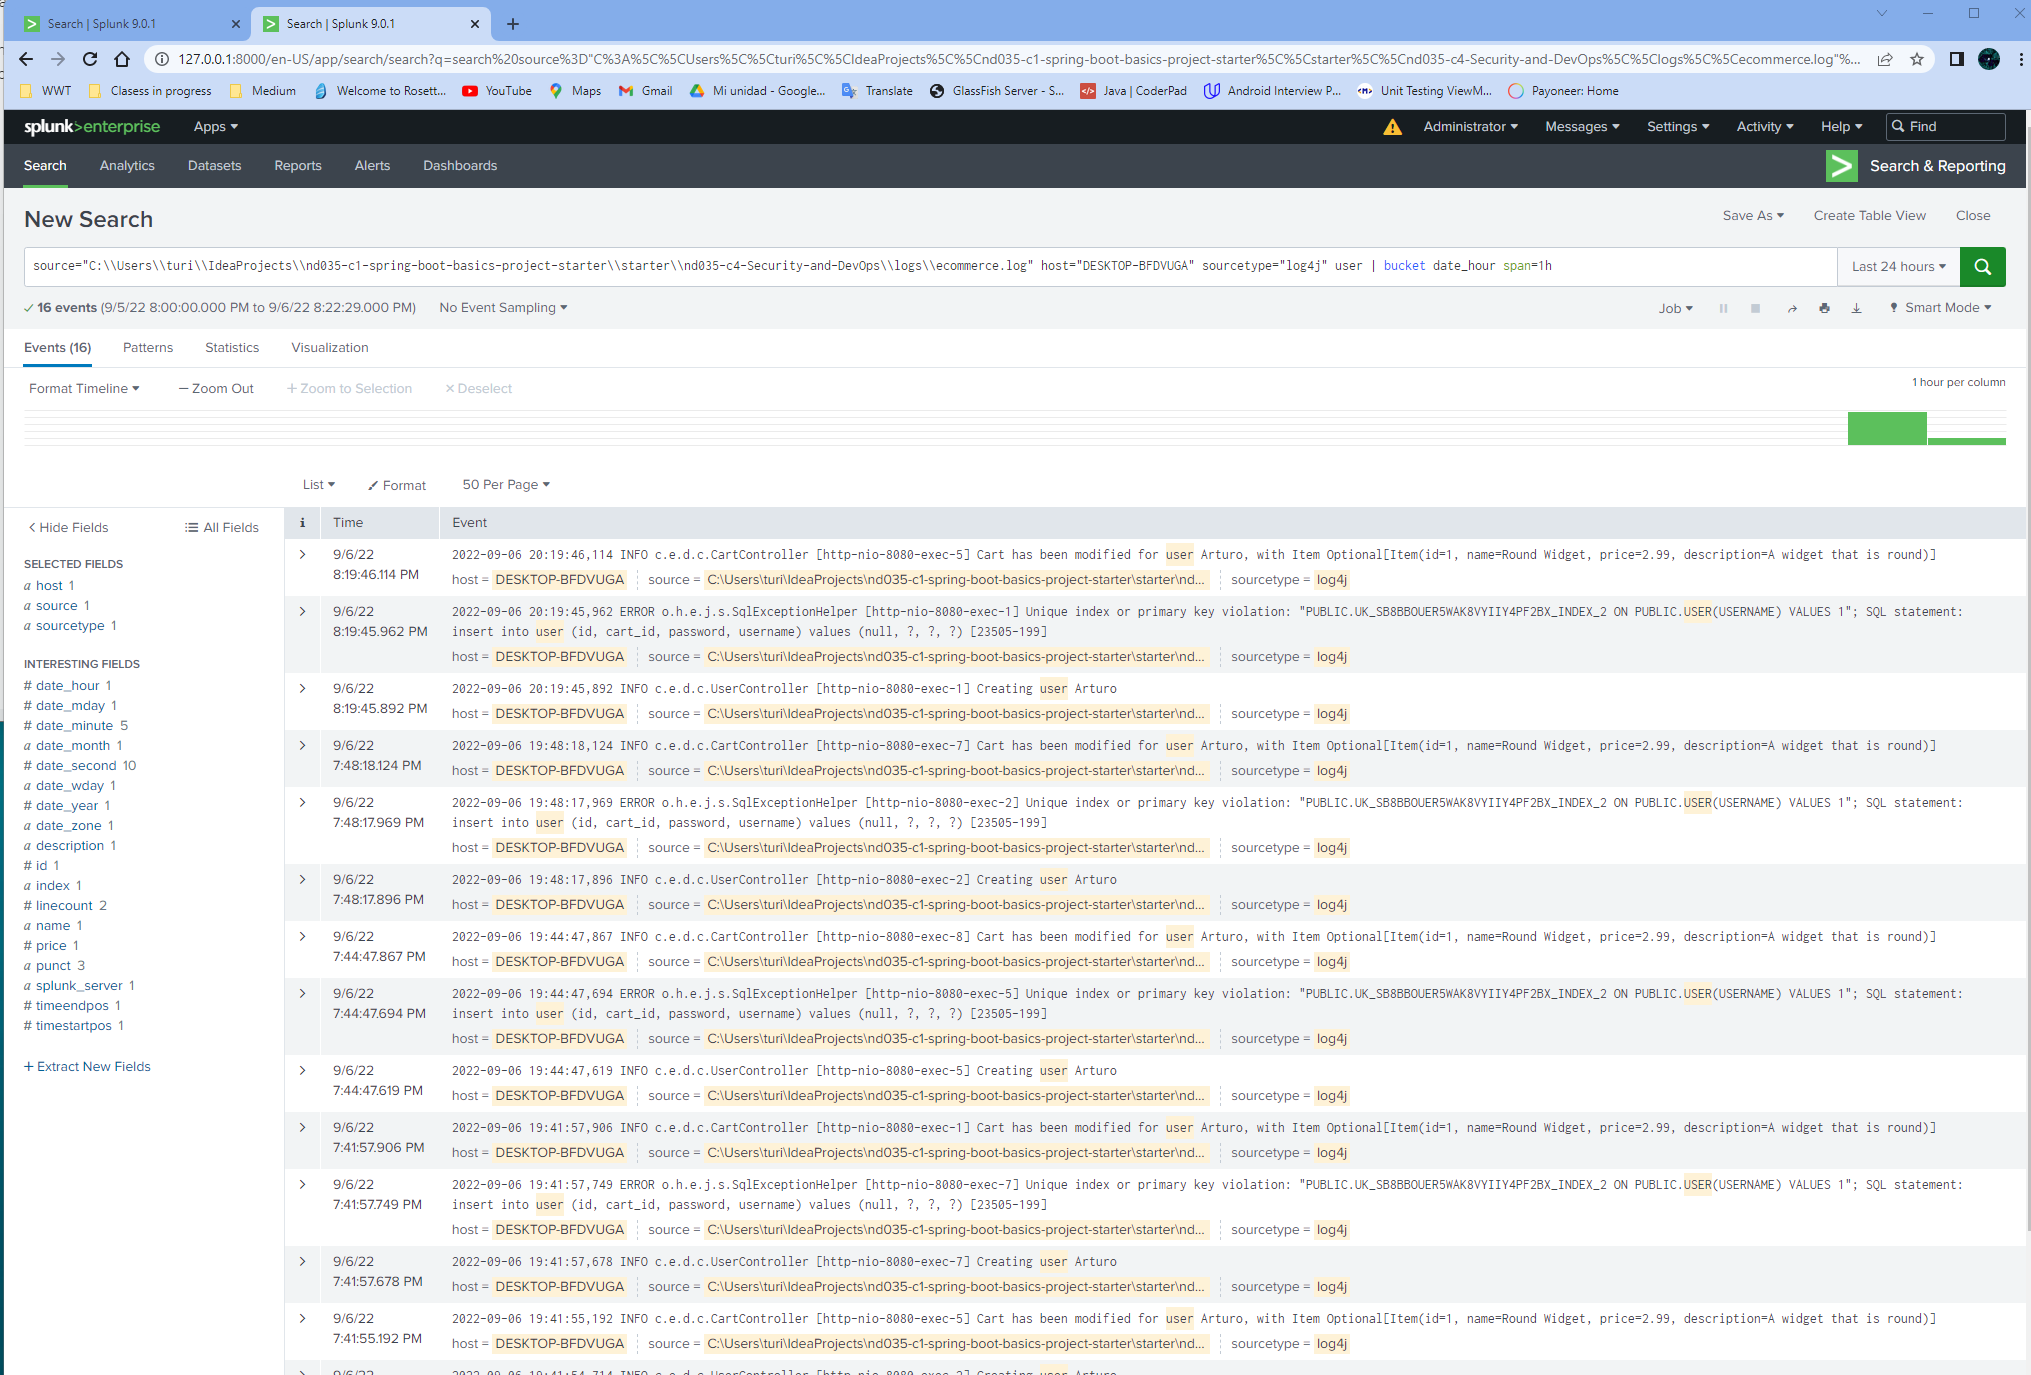 Search | Splunk 9.0.1
Search | Splunk 9.0.1
127.0.0.1:8000/en-US/app/search/search?q=search%20source%3D"C%3A%5C%5CUsers%5C%5Cturi%5C%5CIdeaProjects%5C%5Cnd035-c1-spring-boot-basics-project-starter%5C%5Cstarter%5C%5Cnd035-c4-Security-and-DevOps%5C%5Clogs%5C%5Cecommerce.log"%...
WWT Clasess in progress Medium Welcome to Rosett... YouTube Maps Gmail Mi unidad - Google... Translate GlassFish Server - S... Java | CoderPad Android Interview P... Unit Testing ViewM... Payoneer: Home
splunk>enterprise Apps Administrator Messages Settings Activity Help Find
Search Analytics Datasets Reports Alerts Dashboards Search & Reporting
New Search Save As Create Table View Close
source="C:\\Users\\turi\\IdeaProjects\\nd035-c1-spring-boot-basics-project-starter\\starter\\nd035-c4-Security-and-DevOps\\logs\\ecommerce.log" host="DESKTOP-BFDVUGA" sourcetype="log4j" user | bucket date_hour span=1h Last 24 hours
16 events (9/5/22 8:00:00.000 PM to 9/6/22 8:22:29.000 PM) No Event Sampling Job Smart Mode
Events (16) Patterns Statistics Visualization
Format Timeline — Zoom Out + Zoom to Selection × Deselect 1 hour per column
List Format 50 Per Page
< Hide Fields All Fields
SELECTED FIELDS
a host 1
a source 1
a sourcetype 1
INTERESTING FIELDS
# date_hour 1
# date_mday 1
# date_minute 5
a date_month 1
# date_second 10
a date_wday 1
# date_year 1
a date_zone 1
a description 1
# id 1
a index 1
# linecount 2
a name 1
# price 1
a punct 3
a splunk_server 1
# timeendpos 1
# timestartpos 1
+ Extract New Fields
i Time Event
9/6/22 2022-09-06 20:19:46,114 INFO c.e.d.c.CartController [http-nio-8080-exec-5] Cart has been modified for user Arturo, with Item Optional[Item(id=1, name=Round Widget, price=2.99, description=A widget that is round)]
8:19:46.114 PM host = DESKTOP-BFDVUGA source = C:\Users\turi\IdeaProjects\nd035-c1-spring-boot-basics-project-starter\starter\nd... sourcetype = log4j
9/6/22 2022-09-06 20:19:45,962 ERROR o.h.e.j.s.SqlExceptionHelper [http-nio-8080-exec-1] Unique index or primary key violation: "PUBLIC.UK_SB8BBOUER5WAK8VYIIY4PF2BX_INDEX_2 ON PUBLIC.USER(USERNAME) VALUES 1"; SQL statement:
8:19:45.962 PM insert into user (id, cart_id, password, username) values (null, ?, ?, ?) [23505-199]
host = DESKTOP-BFDVUGA source = C:\Users\turi\IdeaProjects\nd035-c1-spring-boot-basics-project-starter\starter\nd... sourcetype = log4j
9/6/22 2022-09-06 20:19:45,892 INFO c.e.d.c.UserController [http-nio-8080-exec-1] Creating user Arturo
8:19:45.892 PM host = DESKTOP-BFDVUGA source = C:\Users\turi\IdeaProjects\nd035-c1-spring-boot-basics-project-starter\starter\nd... sourcetype = log4j
9/6/22 2022-09-06 19:48:18,124 INFO c.e.d.c.CartController [http-nio-8080-exec-7] Cart has been modified for user Arturo, with Item Optional[Item(id=1, name=Round Widget, price=2.99, description=A widget that is round)]
7:48:18.124 PM host = DESKTOP-BFDVUGA source = C:\Users\turi\IdeaProjects\nd035-c1-spring-boot-basics-project-starter\starter\nd... sourcetype = log4j
9/6/22 2022-09-06 19:48:17,969 ERROR o.h.e.j.s.SqlExceptionHelper [http-nio-8080-exec-2] Unique index or primary key violation: "PUBLIC.UK_SB8BBOUER5WAK8VYIIY4PF2BX_INDEX_2 ON PUBLIC.USER(USERNAME) VALUES 1"; SQL statement:
7:48:17.969 PM insert into user (id, cart_id, password, username) values (null, ?, ?, ?) [23505-199]
host = DESKTOP-BFDVUGA source = C:\Users\turi\IdeaProjects\nd035-c1-spring-boot-basics-project-starter\starter\nd... sourcetype = log4j
9/6/22 2022-09-06 19:48:17,896 INFO c.e.d.c.UserController [http-nio-8080-exec-2] Creating user Arturo
7:48:17.896 PM host = DESKTOP-BFDVUGA source = C:\Users\turi\IdeaProjects\nd035-c1-spring-boot-basics-project-starter\starter\nd... sourcetype = log4j
9/6/22 2022-09-06 19:44:47,867 INFO c.e.d.c.CartController [http-nio-8080-exec-8] Cart has been modified for user Arturo, with Item Optional[Item(id=1, name=Round Widget, price=2.99, description=A widget that is round)]
7:44:47.867 PM host = DESKTOP-BFDVUGA source = C:\Users\turi\IdeaProjects\nd035-c1-spring-boot-basics-project-starter\starter\nd... sourcetype = log4j
9/6/22 2022-09-06 19:44:47,694 ERROR o.h.e.j.s.SqlExceptionHelper [http-nio-8080-exec-5] Unique index or primary key violation: "PUBLIC.UK_SB8BBOUER5WAK8VYIIY4PF2BX_INDEX_2 ON PUBLIC.USER(USERNAME) VALUES 1"; SQL statement:
7:44:47.694 PM insert into user (id, cart_id, password, username) values (null, ?, ?, ?) [23505-199]
host = DESKTOP-BFDVUGA source = C:\Users\turi\IdeaProjects\nd035-c1-spring-boot-basics-project-starter\starter\nd... sourcetype = log4j
9/6/22 2022-09-06 19:44:47,619 INFO c.e.d.c.UserController [http-nio-8080-exec-5] Creating user Arturo
7:44:47.619 PM host = DESKTOP-BFDVUGA source = C:\Users\turi\IdeaProjects\nd035-c1-spring-boot-basics-project-starter\starter\nd... sourcetype = log4j
9/6/22 2022-09-06 19:41:57,906 INFO c.e.d.c.CartController [http-nio-8080-exec-1] Cart has been modified for user Arturo, with Item Optional[Item(id=1, name=Round Widget, price=2.99, description=A widget that is round)]
7:41:57.906 PM host = DESKTOP-BFDVUGA source = C:\Users\turi\IdeaProjects\nd035-c1-spring-boot-basics-project-starter\starter\nd... sourcetype = log4j
9/6/22 2022-09-06 19:41:57,749 ERROR o.h.e.j.s.SqlExceptionHelper [http-nio-8080-exec-7] Unique index or primary key violation: "PUBLIC.UK_SB8BBOUER5WAK8VYIIY4PF2BX_INDEX_2 ON PUBLIC.USER(USERNAME) VALUES 1"; SQL statement:
7:41:57.749 PM insert into user (id, cart_id, password, username) values (null, ?, ?, ?) [23505-199]
host = DESKTOP-BFDVUGA source = C:\Users\turi\IdeaProjects\nd035-c1-spring-boot-basics-project-starter\starter\nd... sourcetype = log4j
9/6/22 2022-09-06 19:41:57,678 INFO c.e.d.c.UserController [http-nio-8080-exec-7] Creating user Arturo
7:41:57.678 PM host = DESKTOP-BFDVUGA source = C:\Users\turi\IdeaProjects\nd035-c1-spring-boot-basics-project-starter\starter\nd... sourcetype = log4j
9/6/22 2022-09-06 19:41:55,192 INFO c.e.d.c.CartController [http-nio-8080-exec-5] Cart has been modified for user Arturo, with Item Optional[Item(id=1, name=Round Widget, price=2.99, description=A widget that is round)]
7:41:55.192 PM host = DESKTOP-BFDVUGA source = C:\Users\turi\IdeaProjects\nd035-c1-spring-boot-basics-project-starter\starter\nd... sourcetype = log4j